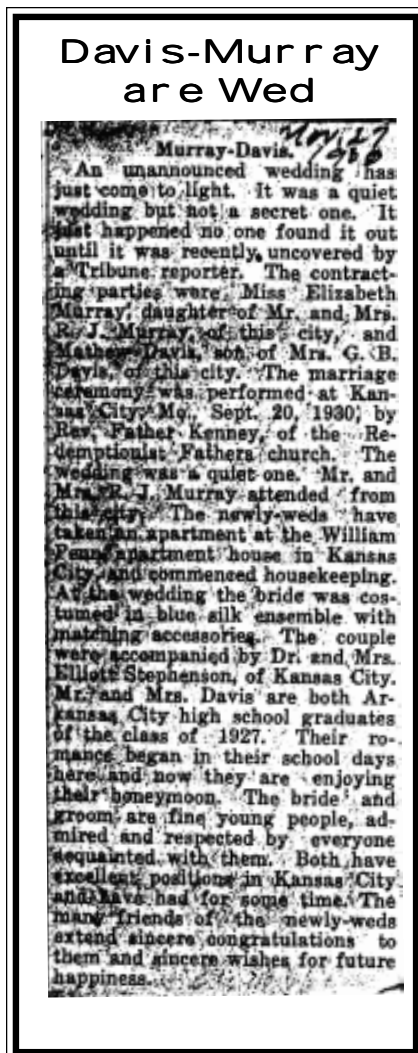 Davis-Murray
are Wed
Nov. 27
1930
Murray-Davis.
An unannounced wedding has
just come to light. It was a quiet
wedding but not a secret one. It
just happened no one found it out
until it was recently uncovered by
a Tribune reporter. The contract-
ing parties were Miss Elizabeth
Murray, daughter of Mr. and Mrs.
R. J. Murray, of this city, and
Mathew Davis, son of Mrs. G. B.
Davis, of this city. The marriage
ceremony was performed at Kan-
sas City, Mo., Sept. 20, 1930, by
Rev. Father Kenney, of the Re-
demptionist Fathers church. The
wedding was a quiet one. Mr. and
Mrs. R. J. Murray attended from
this city. The newly-weds have
taken an apartment at the William
Penn apartment house in Kansas
City, and commenced housekeeping.
At the wedding the bride was cos-
tumed in blue silk ensemble with
matching accessories. The couple
were accompanied by Dr. and Mrs.
Elliott Stephenson, of Kansas City.
Mr. and Mrs. Davis are both Ar-
kansas City high school graduates
of the class of 1927. Their ro-
mance began in their school days
here and now they are enjoying
their honeymoon. The bride and
groom are fine young people, ad-
mired and respected by everyone
acquainted with them. Both have
excellent positions in Kansas City
and have had for some time. The
many friends of the newly-weds
extend sincere congratulations to
them and sincere wishes for future
happiness.